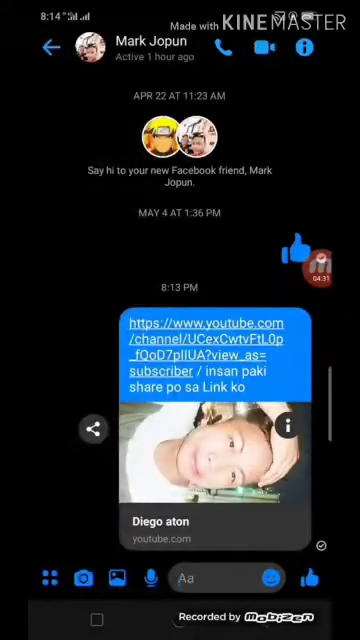 8:14
Made with KINEMASTER
Mark Jopun
Active 1 hour ago
APR 22 AT 11:23 AM
Say hi to your new Facebook friend, Mark
Jopun.
MAY 4 AT 1:36 PM
04:31
8:13 PM
https://www.youtube.com
/channel/UCexCwtvFtL0p
_fQoD7pllUA?view_as=
subscriber / insan paki
share po sa Link ko
Diego aton
youtube.com
Aa
Recorded by mobizen